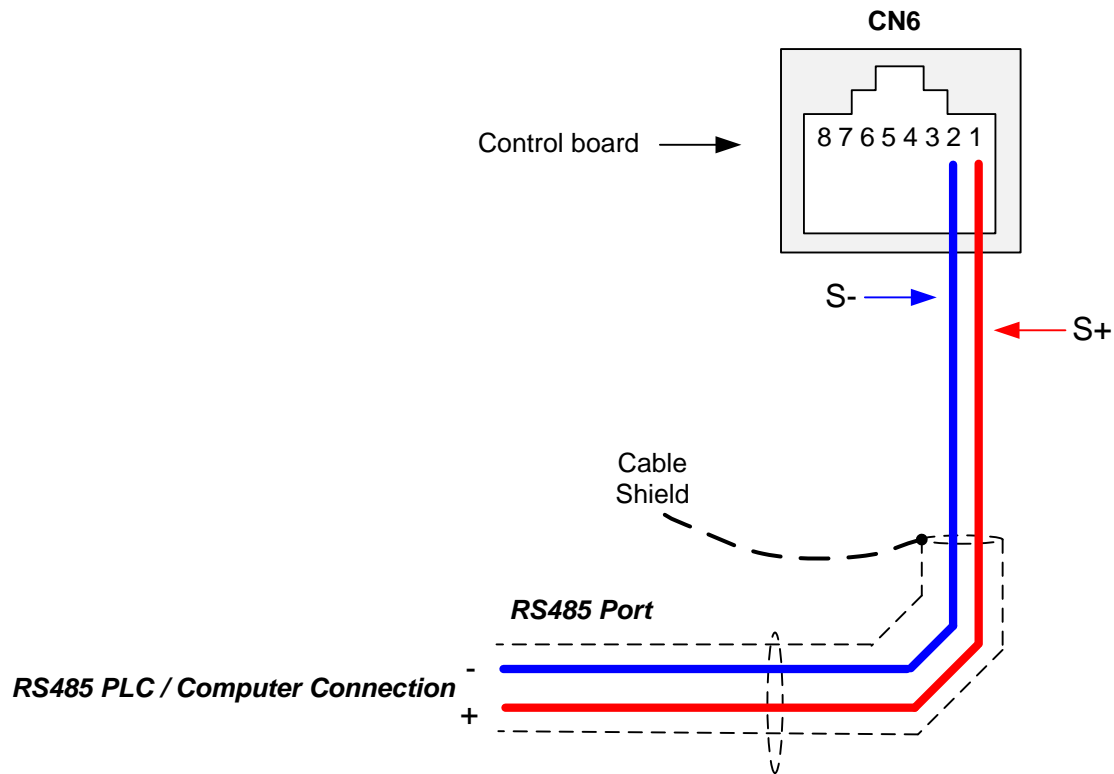 CN6
Control board
8 7 6 5 4 3 2 1
S-
S+
Cable
Shield
RS485 Port
-
RS485 PLC / Computer Connection
+